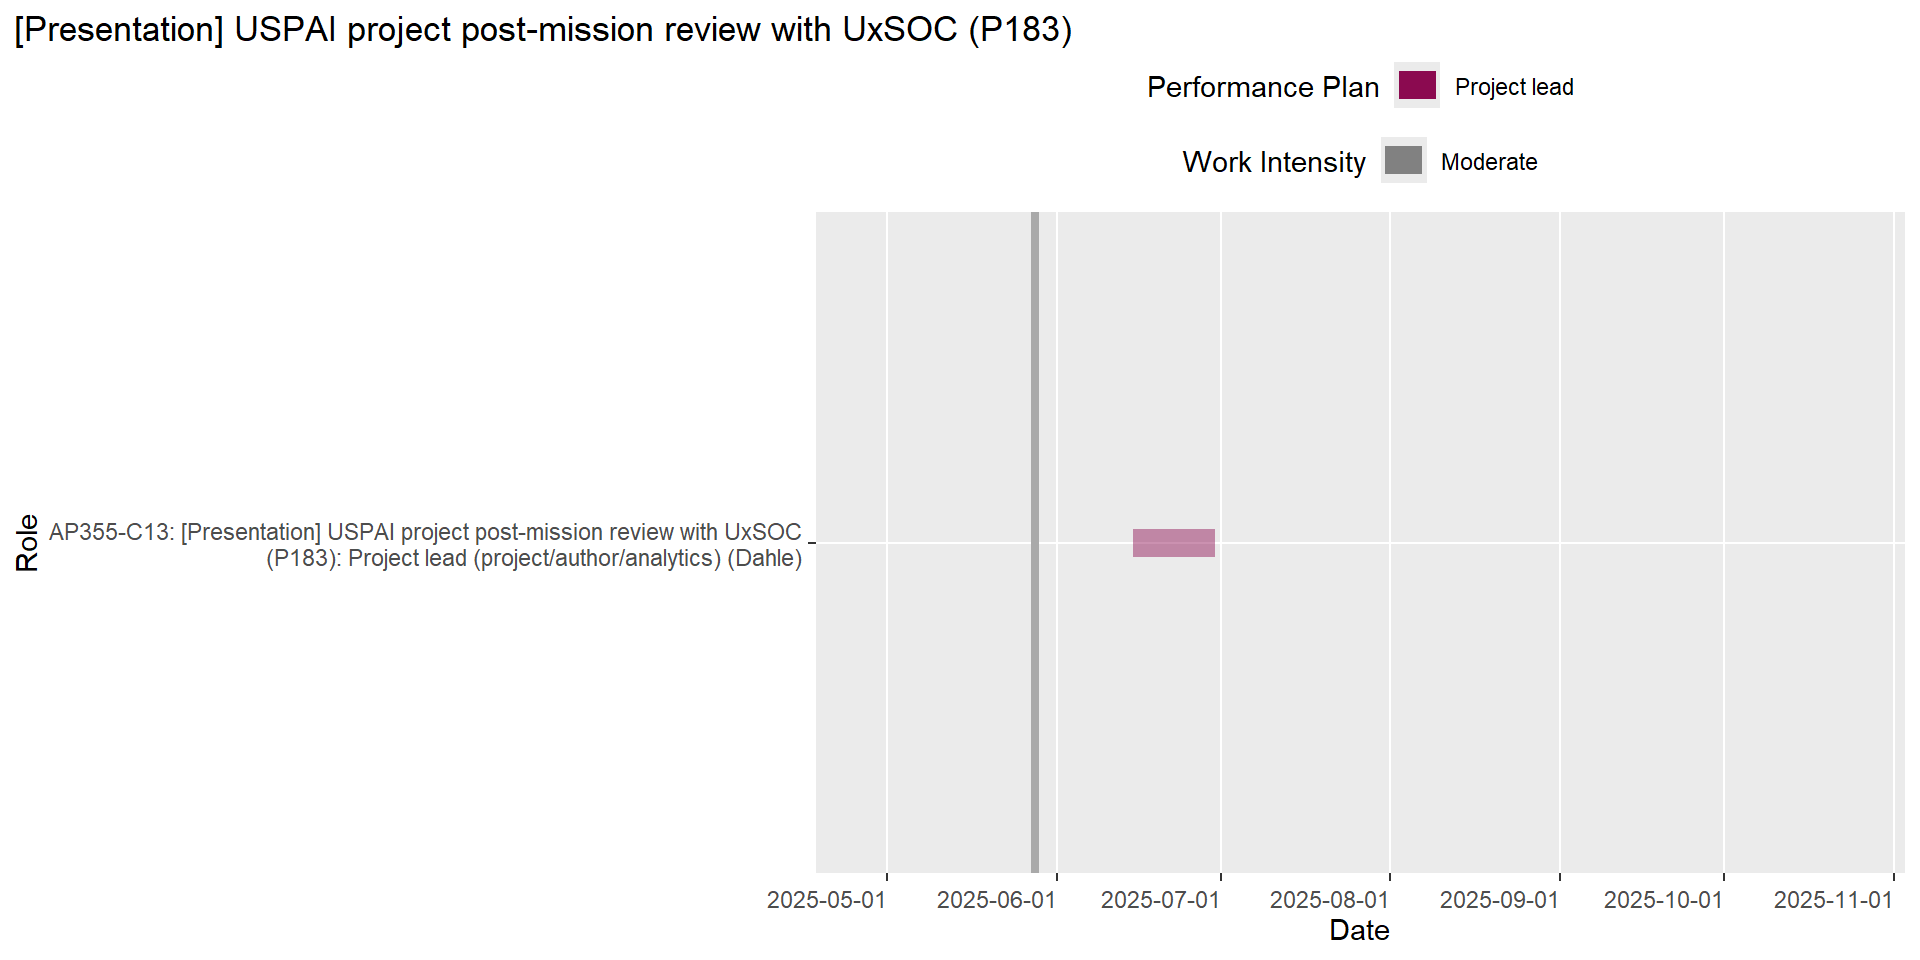 [Presentation] USPAI project post-mission review with UxSOC (P183)
Performance Plan
Project lead
Work Intensity
Moderate
Role
AP355-C13: [Presentation] USPAI project post-mission review with UxSOC
(P183): Project lead (project/author/analytics) (Dahle)
2025-05-01
2025-06-01
2025-07-01
2025-08-01
2025-09-01
2025-10-01
2025-11-01
Date